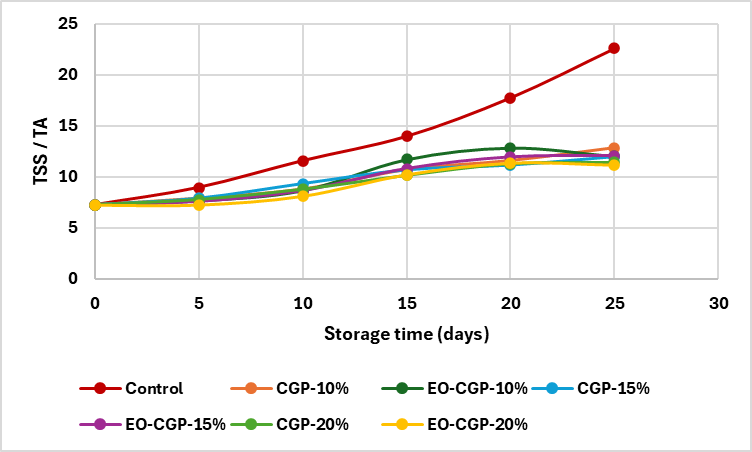 25
20
15
10
5
0
TSS / TA
0 5 10 15 20 25 30
Storage time (days)
Control CGP-10% EO-CGP-10% CGP-15%
EO-CGP-15% CGP-20% EO-CGP-20%